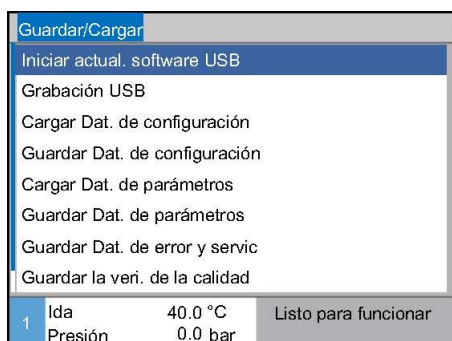 Guardar/Cargar
Iniciar actual. software USB
Grabación USB
Cargar Dat. de configuración
Guardar Dat. de configuración
Cargar Dat. de parámetros
Guardar Dat. de parámetros
Guardar Dat. de error y servic
Guardar la veri. de la calidad
1 Ida 40.0 °C Listo para funcionar
Presión 0.0 bar